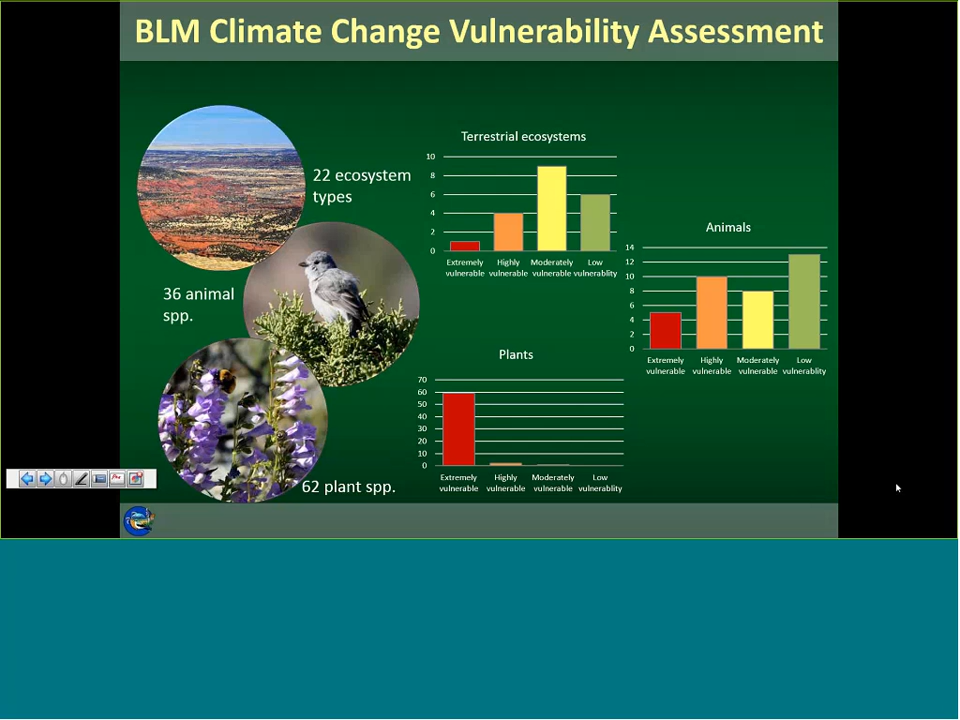 BLM Climate Change Vulnerability Assessment
22 ecosystem
types
36 animal
spp.
62 plant spp.
Terrestrial ecosystems
10
8
6
4
2
0
Extremely Highly Moderately Low
vulnerable vulnerable vulnerable vulnerablity
Animals
14
12
10
8
6
4
2
0
Extremely Highly Moderately Low
vulnerable vulnerable vulnerable vulnerablity
Plants
70
60
50
40
30
20
10
0
Extremely Highly Moderately Low
vulnerable vulnerable vulnerable vulnerablity